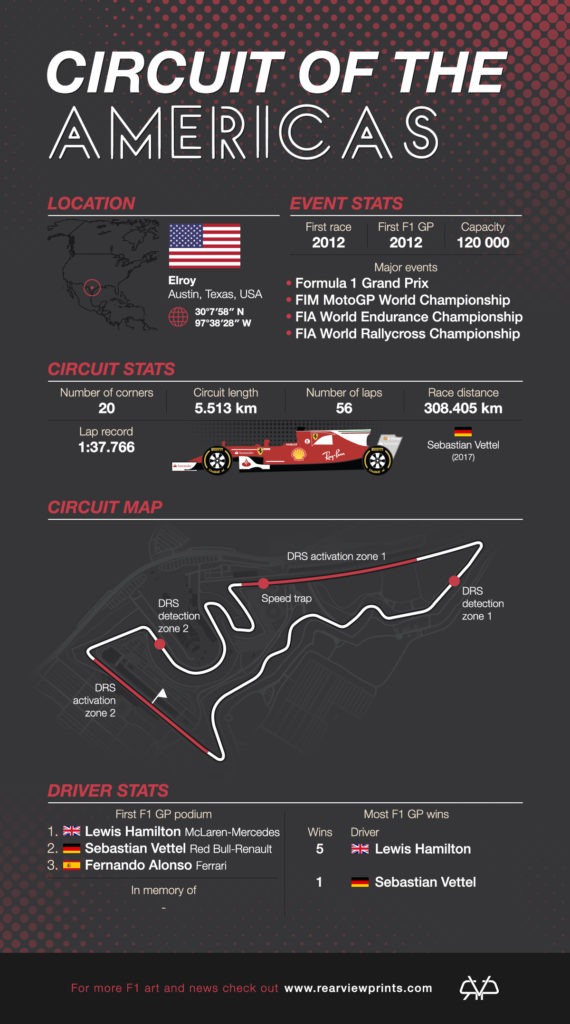 CIRCUIT OF THE
AMERICAS
LOCATION
Elroy
Austin, Texas, USA
30°7'58" N
97°38'28" W
EVENT STATS
First race
2012
First F1 GP
2012
Capacity
120 000
Major events
• Formula 1 Grand Prix
• FIM MotoGP World Championship
• FIA World Endurance Championship
• FIA World Rallycross Championship
CIRCUIT STATS
Number of corners
20
Circuit length
5.513 km
Number of laps
56
Race distance
308.405 km
Lap record
1:37.766
Ray-Ban
Sebastian Vettel
(2017)
CIRCUIT MAP
DRS activation zone 1
Speed trap
DRS
detection
zone 1
DRS
detection
zone 2
DRS
activation
zone 2
DRIVER STATS
First F1 GP podium
1. Lewis Hamilton McLaren-Mercedes
2. Sebastian Vettel Red Bull-Renault
3. Fernando Alonso Ferrari
In memory of
-
Most F1 GP wins
Wins Driver
5 Lewis Hamilton
1 Sebastian Vettel
For more F1 art and news check out www.rearviewprints.com